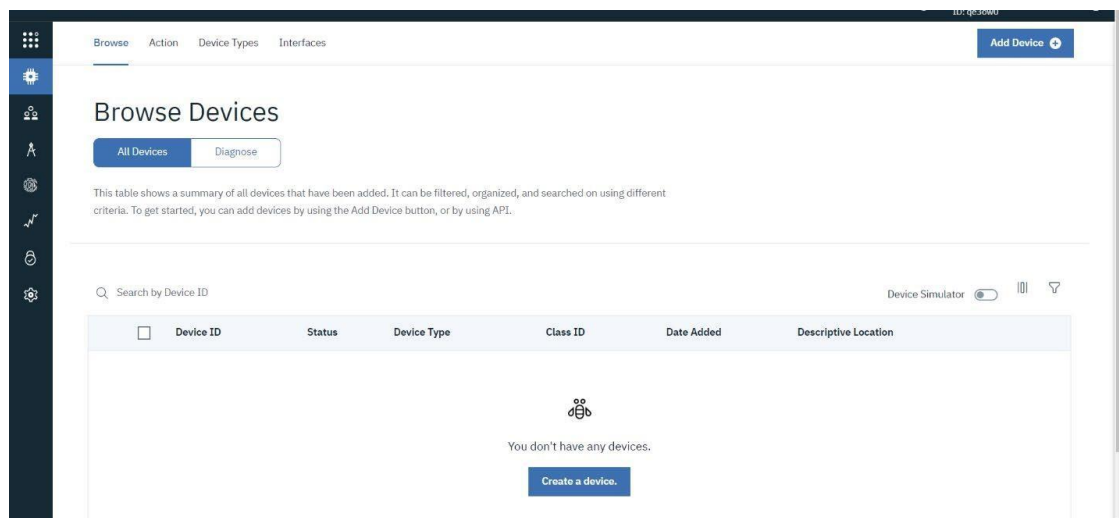 Browse Action Device Types Interfaces Add Device
Browse Devices
All Devices Diagnose
This table shows a summary of all devices that have been added. It can be filtered, organized, and searched on using different
criteria. To get started, you can add devices by using the Add Device button, or by using API.
Search by Device ID Device Simulator
Device ID Status Device Type Class ID Date Added Descriptive Location
You don't have any devices.
Create a device.